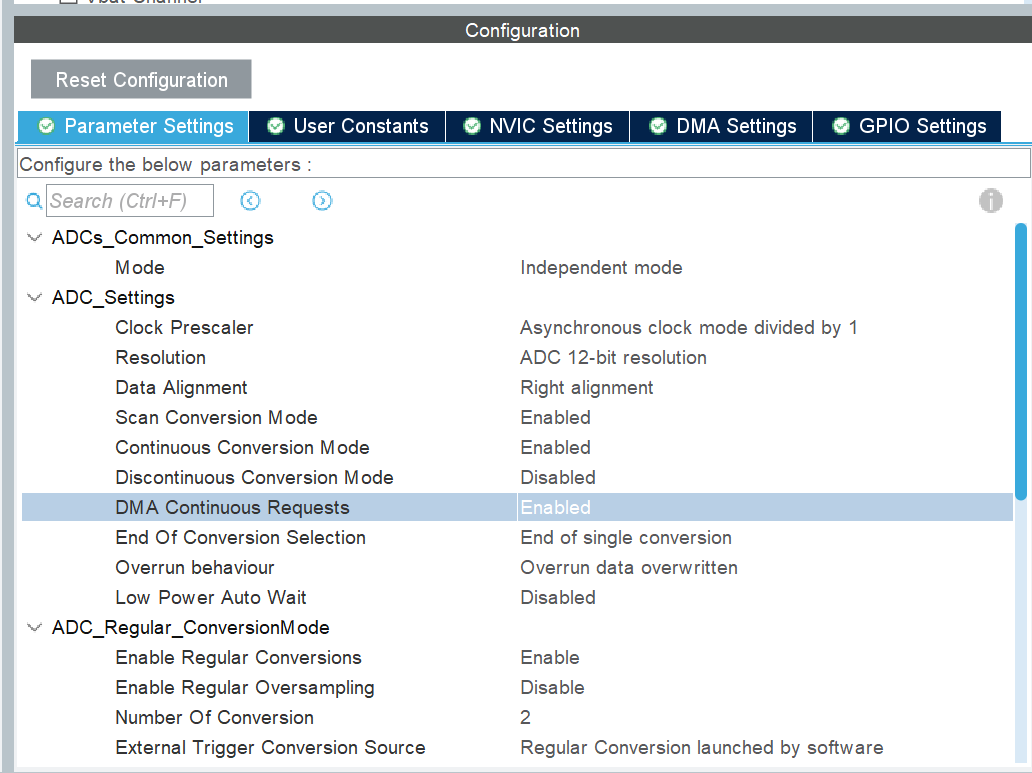 Vbat Channel
Configuration
Reset Configuration
Parameter Settings User Constants NVIC Settings DMA Settings GPIO Settings
Configure the below parameters :
Search (Ctrl+F)
ADCs_Common_Settings
Mode Independent mode
ADC_Settings
Clock Prescaler Asynchronous clock mode divided by 1
Resolution ADC 12-bit resolution
Data Alignment Right alignment
Scan Conversion Mode Enabled
Continuous Conversion Mode Enabled
Discontinuous Conversion Mode Disabled
DMA Continuous Requests Enabled
End Of Conversion Selection End of single conversion
Overrun behaviour Overrun data overwritten
Low Power Auto Wait Disabled
ADC_Regular_ConversionMode
Enable Regular Conversions Enable
Enable Regular Oversampling Disable
Number Of Conversion 2
External Trigger Conversion Source Regular Conversion launched by software